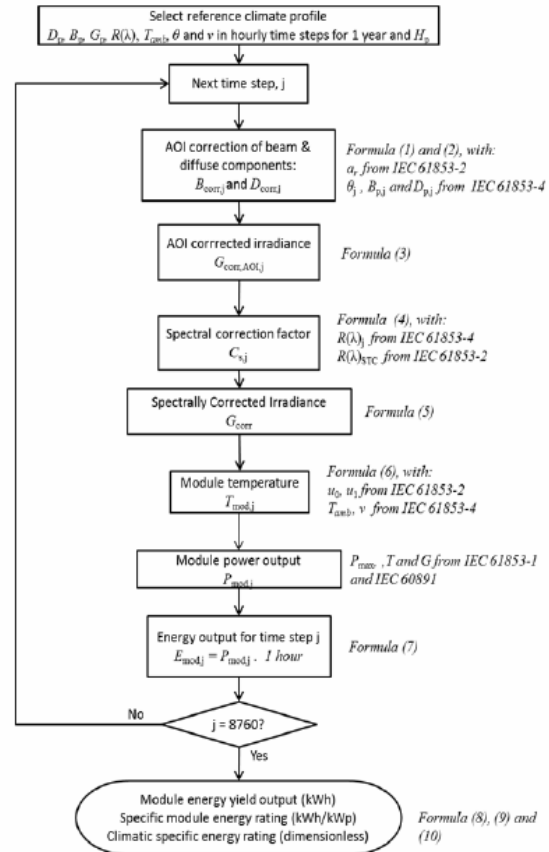 Select reference climate profile
Dp, Bp, Gp, R(λ), Tamb, θ and v in hourly time steps for 1 year and Hp
Next time step, j
AOI correction of beam &
diffuse components:
Bcorr,j and Dcorr,j
Formula (1) and (2), with:
ar from IEC 61853-2
θj , Bp,j and Dp,j from IEC 61853-4
AOI corrrected irradiance
Gcorr,AOI,j
Formula (3)
Spectral correction factor
Cs,j
Formula (4), with:
R(λ)j from IEC 61853-4
R(λ)STC from IEC 61853-2
Spectrally Corrected Irradiance
Gcorr
Formula (5)
Module temperature
Tmod,j
Formula (6), with:
u0, u1 from IEC 61853-2
Tamb, v from IEC 61853-4
Module power output
Pmod,j
Pmax, , T and G from IEC 61853-1
and IEC 60891
Energy output for time step j
Emod,j = Pmod,j . 1 hour
Formula (7)
No
j = 8760?
Yes
Module energy yield output (kWh)
Specific module energy rating (kWh/kWp)
Climatic specific energy rating (dimensionless)
Formula (8), (9) and
(10)